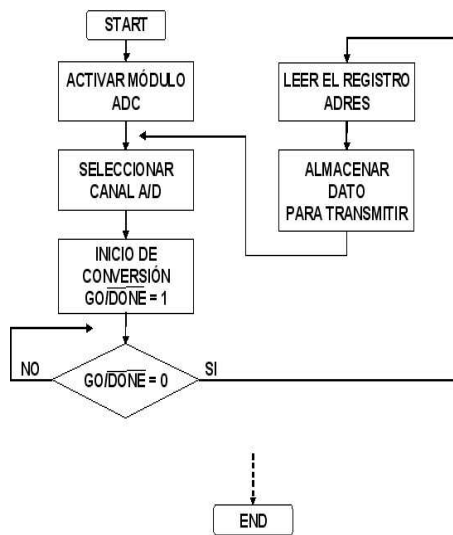 START
ACTIVAR MÓDULO
ADC
SELECCIONAR
CANAL A/D
INICIO DE
CONVERSIÓN
GO/DONE = 1
GO/DONE = 0
NO
SI
LEER EL REGISTRO
ADRES
ALMACENAR
DATO
PARA TRANSMITIR
END